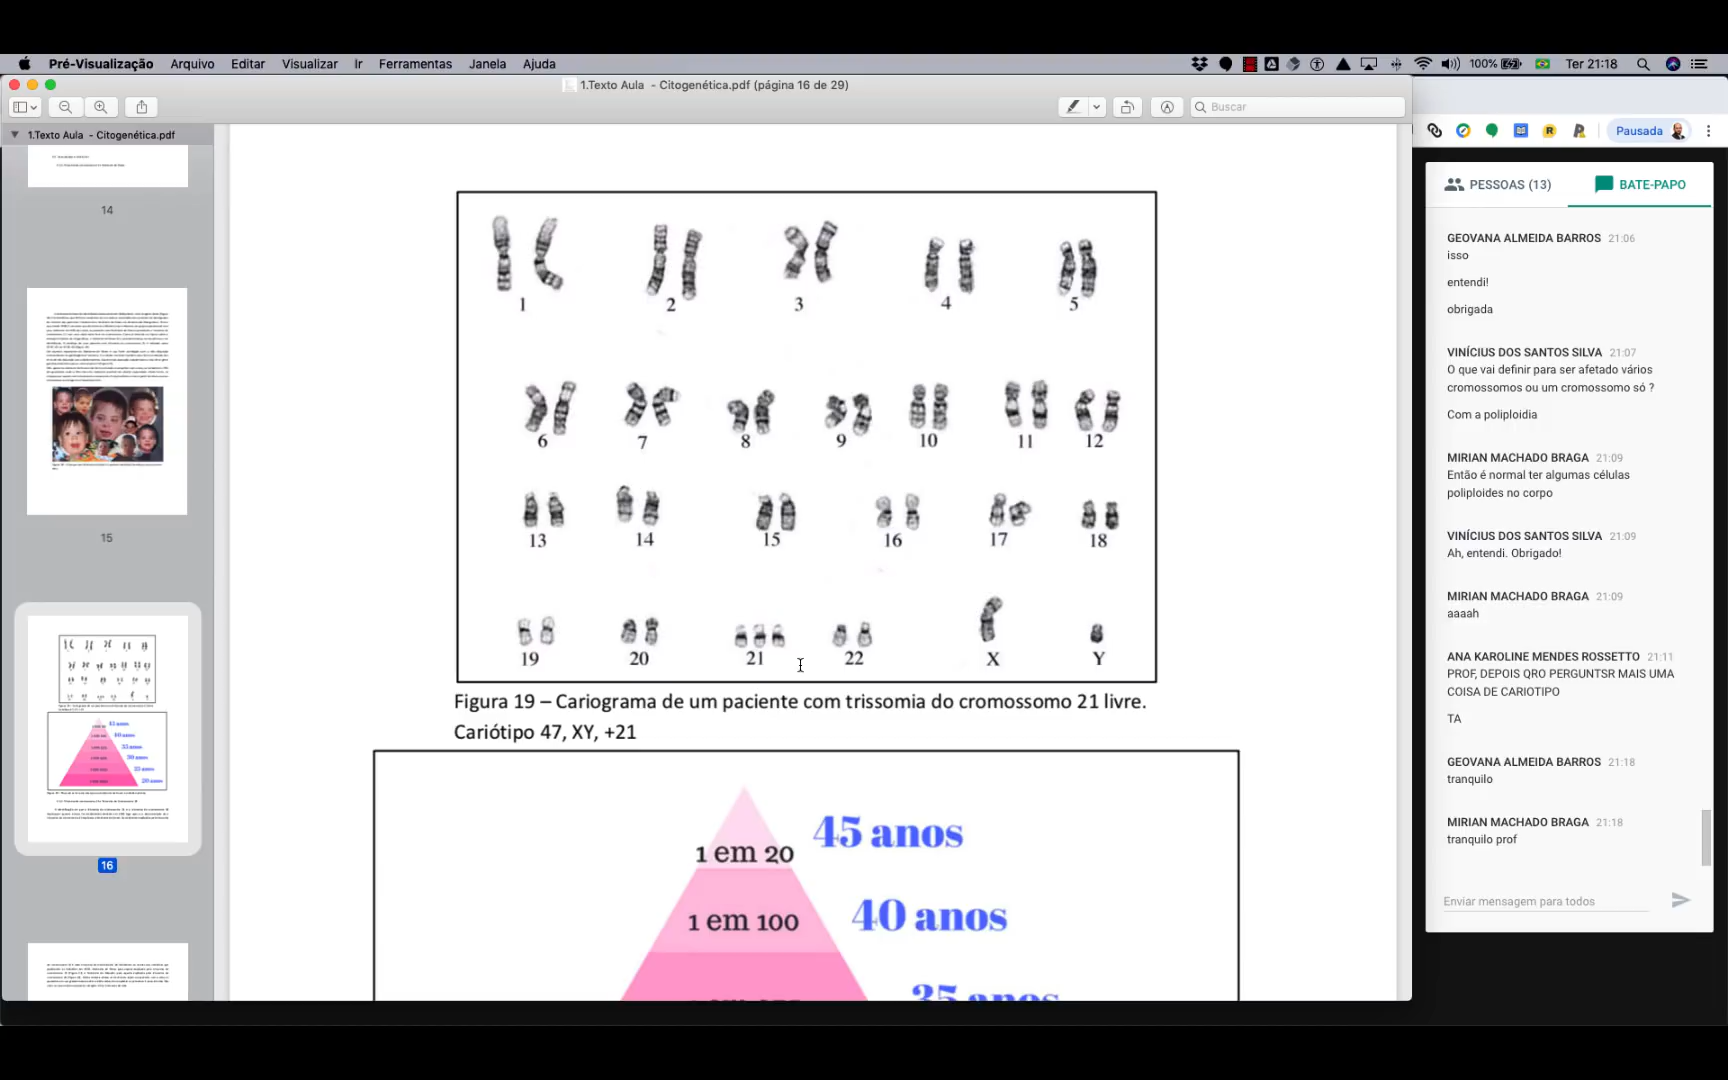 Pré-Visualização Arquivo Editar Visualizar Ir Ferramentas Janela Ajuda
100% Ter 21:18
1.Texto Aula - Citogenética.pdf (página 16 de 29)
Buscar
1.Texto Aula - Citogenética.pdf
14
15
16
1 2 3 4 5
6 7 8 9 10 11 12
13 14 15 16 17 18
19 20 21 22 X Y
Figura 19 – Cariograma de um paciente com trissomia do cromossomo 21 livre.
Cariótipo 47, XY, +21
45 anos
1 em 20
40 anos
1 em 100
35 anos
Pausada
PESSOAS (13) BATE-PAPO
GEOVANA ALMEIDA BARROS 21:06
isso
entendi!
obrigada
VINÍCIUS DOS SANTOS SILVA 21:07
O que vai definir para ser afetado vários
cromossomos ou um cromossomo só ?
Com a poliploidia
MIRIAN MACHADO BRAGA 21:09
Então é normal ter algumas células
poliploides no corpo
VINÍCIUS DOS SANTOS SILVA 21:09
Ah, entendi. Obrigado!
MIRIAN MACHADO BRAGA 21:09
aaaah
ANA KAROLINE MENDES ROSSETTO 21:11
PROF, DEPOIS QRO PERGUNTSR MAIS UMA
COISA DE CARIOTIPO
TA
GEOVANA ALMEIDA BARROS 21:18
tranquilo
MIRIAN MACHADO BRAGA 21:18
tranquilo prof
Enviar mensagem para todos